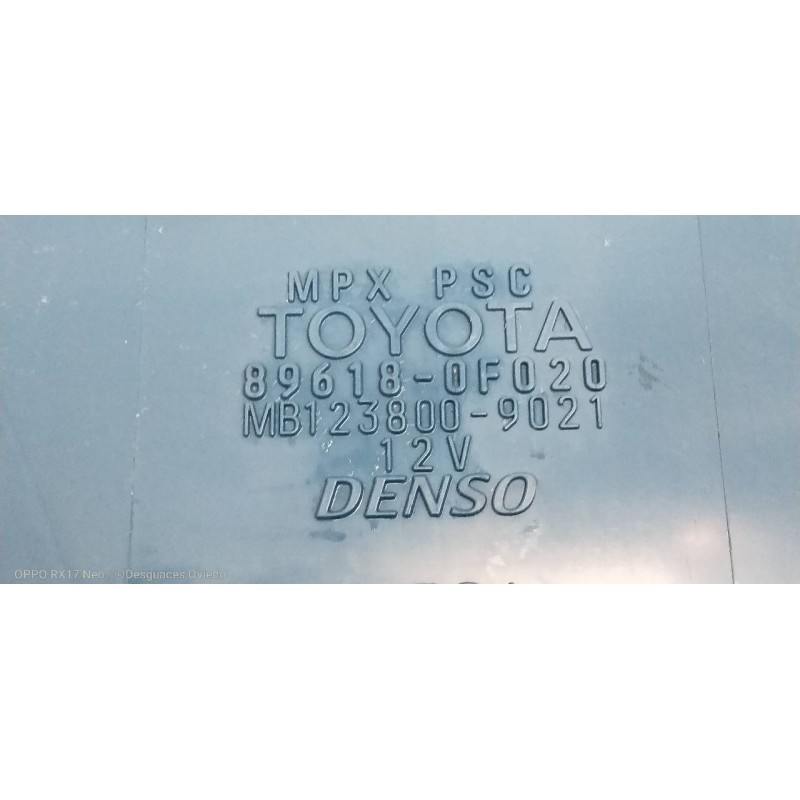 MPX PSC
TOYOTA
89618-0F020
MB123800-9021
12V
DENSO
OPPO RX17 Neo ©Desguaces Oviedo